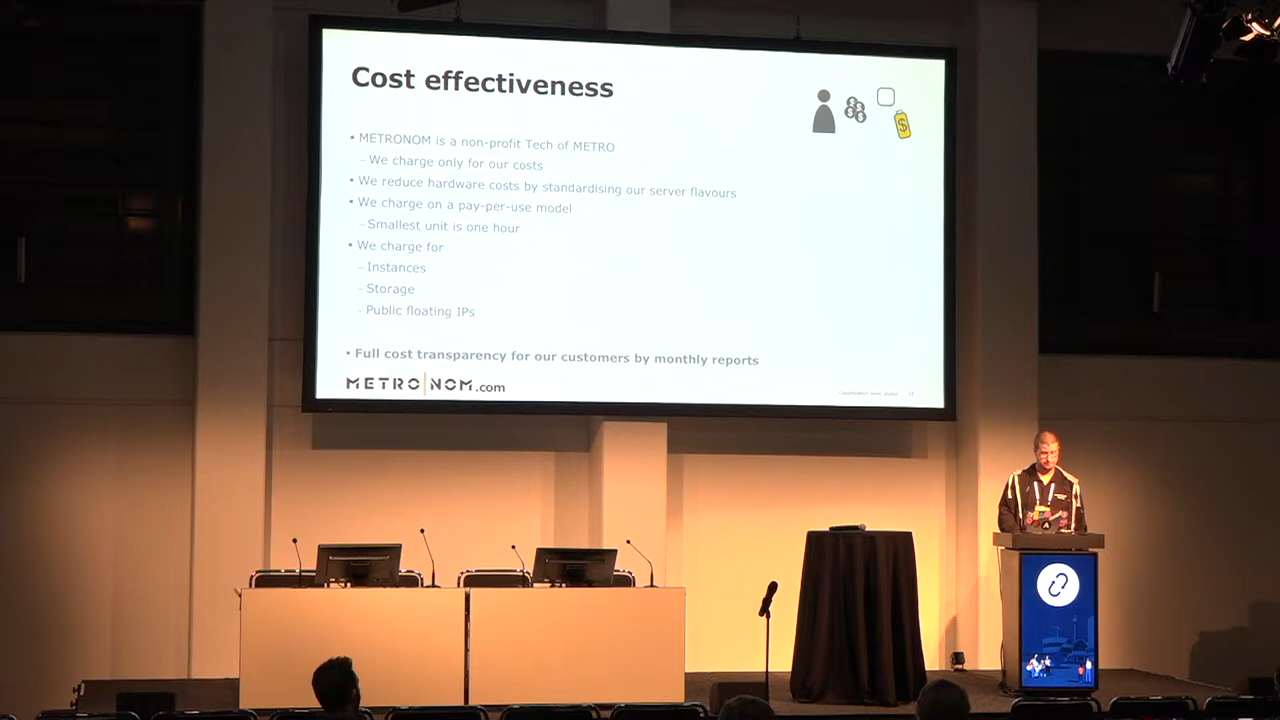 Cost effectiveness
• METRONOM is a non-profit Tech of METRO
– We charge only for our costs
• We reduce hardware costs by standardising our server flavours
• We charge on a pay-per-use model
– Smallest unit is one hour
• We charge for
– Instances
– Storage
– Public floating IPs
• Full cost transparency for our customers by monthly reports
METRO|NOM.com